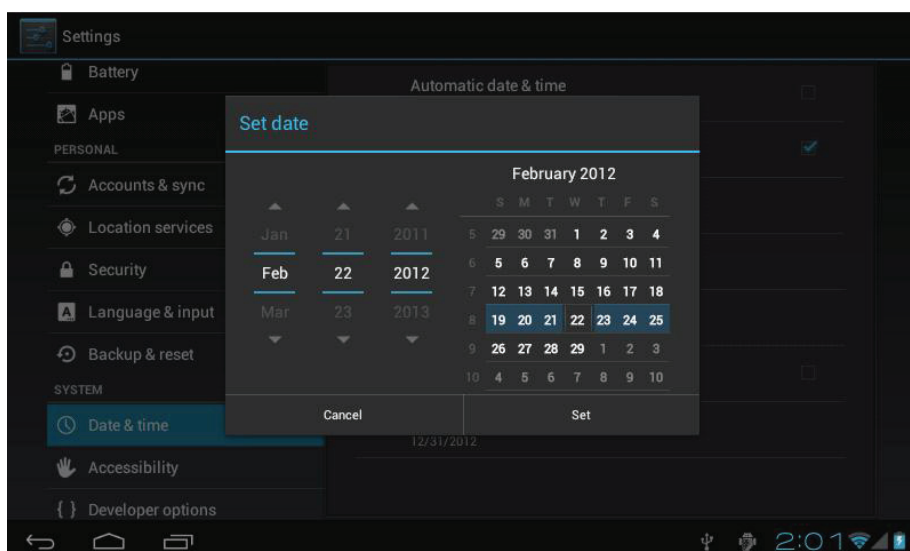 Settings
Battery
Automatic date & time
Apps
Set date
PERSONAL
February 2012
Accounts & sync
S M T W T F S
Jan 21 2011
5 29 30 31 1 2 3 4
Location services
6 5 6 7 8 9 10 11
Feb 22 2012
Security
7 12 13 14 15 16 17 18
Mar 23 2013
Language & input
8 19 20 21 22 23 24 25
9 26 27 28 29 1 2 3
Backup & reset
10 4 5 6 7 8 9 10
SYSTEM
Cancel Set
Date & time
12/31/2012
Accessibility
{ } Developer options
2:01